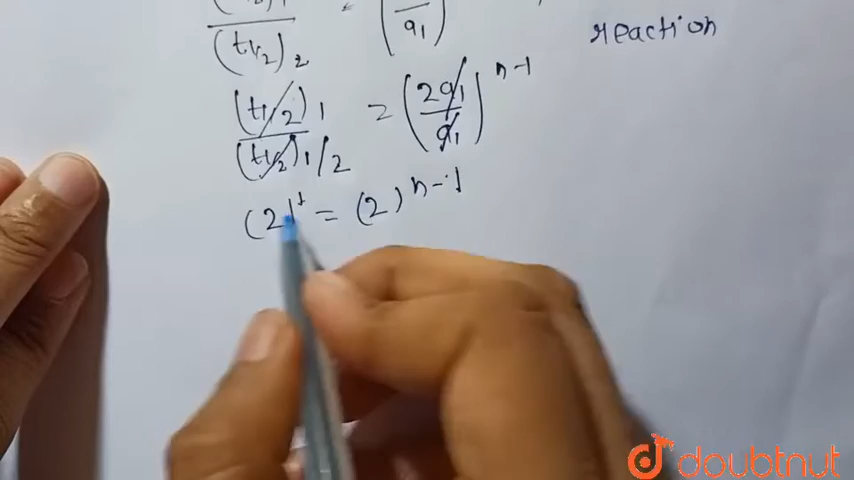 (t1/2)2 a1
reaction
(t1/2)1 / (t1/2)1/2 = (2a1/a1)^n-1
(2)^1 = (2)^n-1
doubtnut